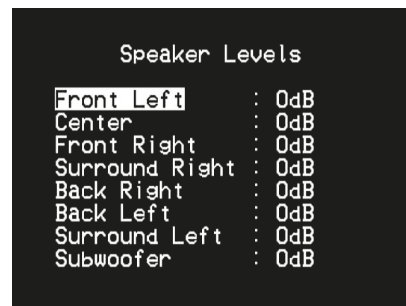 Speaker Levels
Front Left : 0dB
Center : 0dB
Front Right : 0dB
Surround Right : 0dB
Back Right : 0dB
Back Left : 0dB
Surround Left : 0dB
Subwoofer : 0dB